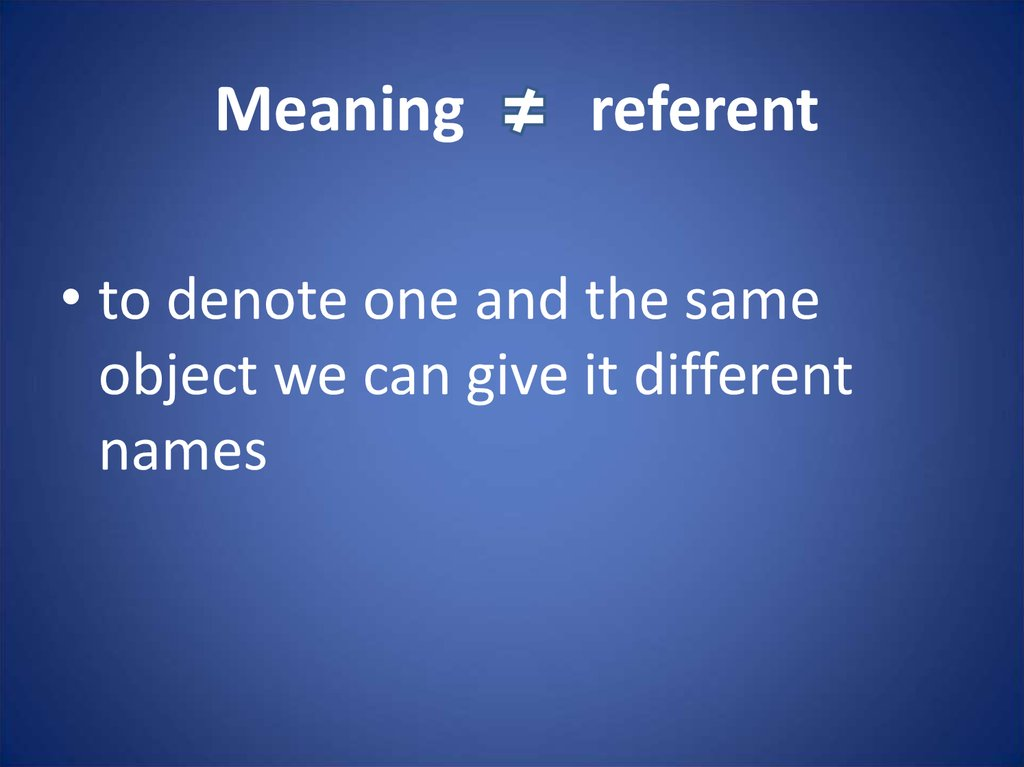 Meaning ≠ referent
• to denote one and the same
object we can give it different
names